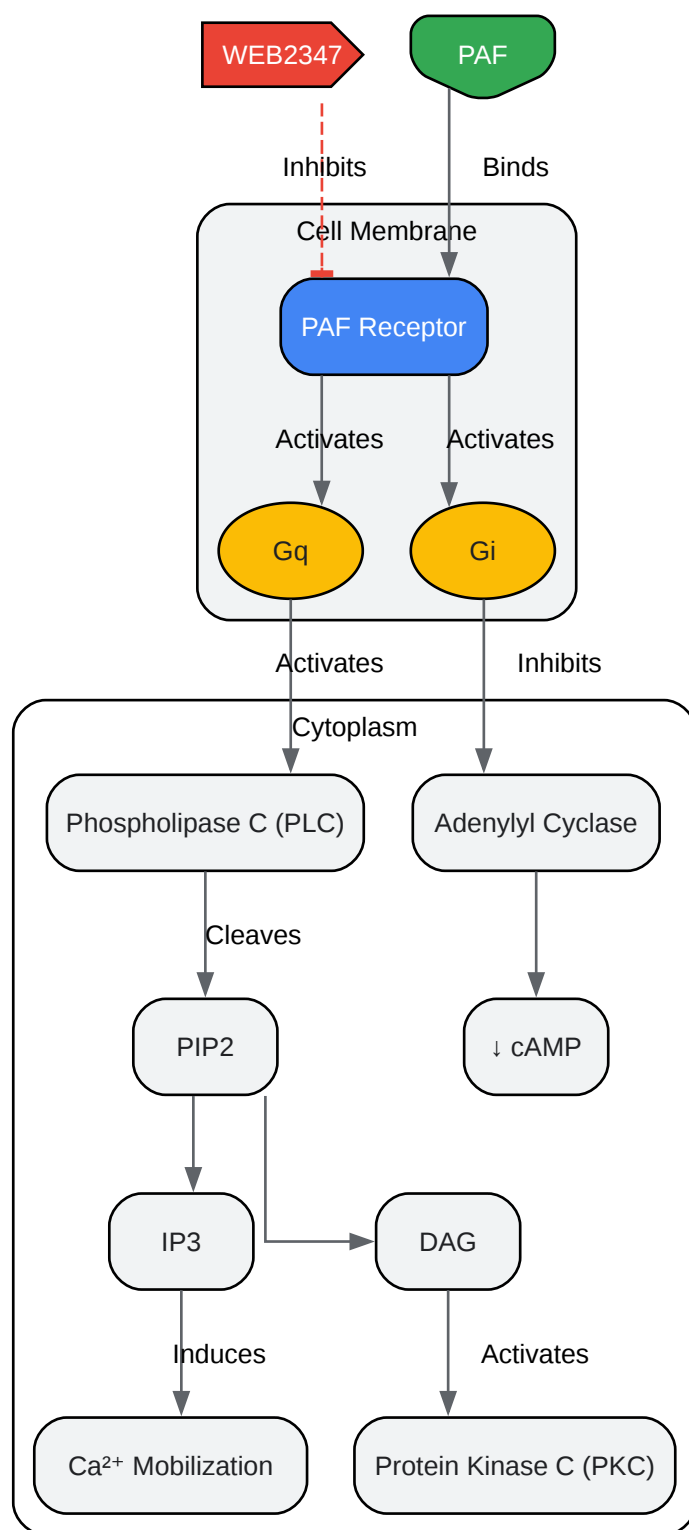 WEB2347
PAF
Inhibits
Binds
Cell Membrane
PAF Receptor
Activates
Activates
Gq
Gi
Activates
Inhibits
Cytoplasm
Phospholipase C (PLC)
Adenylyl Cyclase
Cleaves
PIP2
↓ cAMP
IP3
DAG
Induces
Activates
Ca²⁺ Mobilization
Protein Kinase C (PKC)